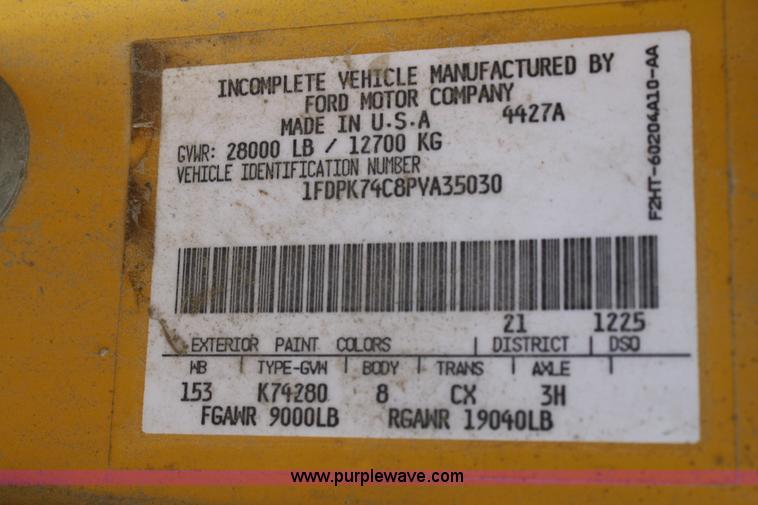 INCOMPLETE VEHICLE MANUFACTURED BY
FORD MOTOR COMPANY
MADE IN U.S.A 4427A
GVWR: 28000 LB / 12700 KG
VEHICLE IDENTIFICATION NUMBER
1FDPK74C8PVA35030
F2HT-60204A10-AA
21 1225
EXTERIOR PAINT COLORS | DISTRICT | DSO
WB | TYPE-GVW | BODY | TRANS | AXLE |
153 K74280 8 CX 3H
FGAWR 9000LB RGAWR 19040LB
www.purplewave.com